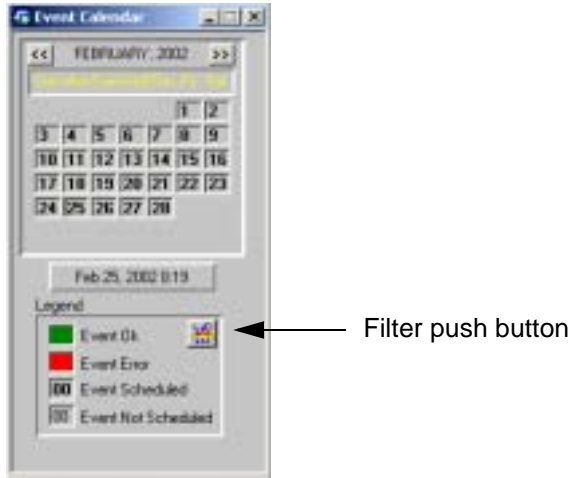 Event Calendar
<< FEBRUARY, 2002 >>
1 2
3 4 5 6 7 8 9
10 11 12 13 14 15 16
17 18 19 20 21 22 23
24 25 26 27 28
Feb 25, 2002 8:19
Legend
Event Ok
Event Error
00 Event Scheduled
00 Event Not Scheduled
Filter push button